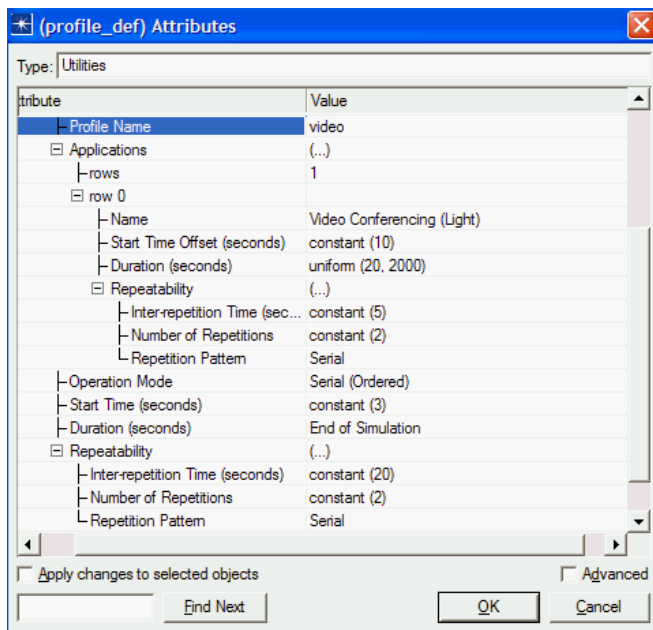 (profile_def) Attributes
Type: Utilities
ttribute Value
Profile Name video
Applications (...)
rows 1
row 0
Name Video Conferencing (Light)
Start Time Offset (seconds) constant (10)
Duration (seconds) uniform (20, 2000)
Repeatability (...)
Inter-repetition Time (sec... constant (5)
Number of Repetitions constant (2)
Repetition Pattern Serial
Operation Mode Serial (Ordered)
Start Time (seconds) constant (3)
Duration (seconds) End of Simulation
Repeatability (...)
Inter-repetition Time (seconds) constant (20)
Number of Repetitions constant (2)
Repetition Pattern Serial
Apply changes to selected objects Advanced
Find Next OK Cancel